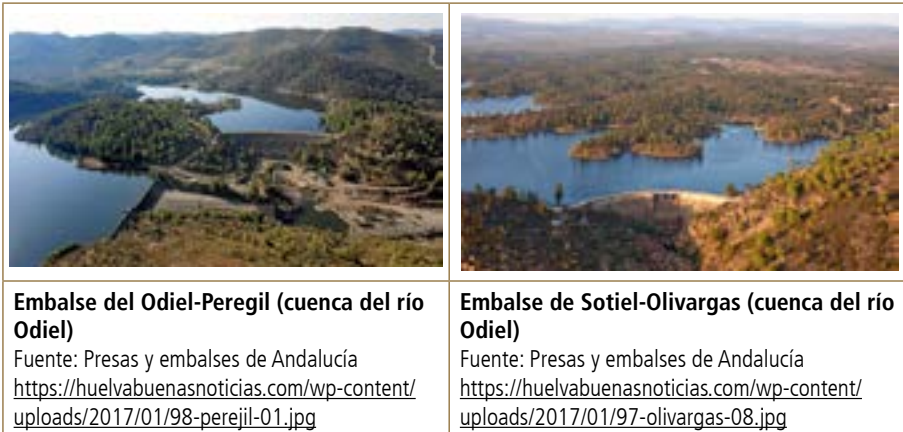 Embalse del Odiel-Peregil (cuenca del río
Odiel)
Fuente: Presas y embalses de Andalucía
https://huelvabuenasnoticias.com/wp-content/
uploads/2017/01/98-perejil-01.jpg
Embalse de Sotiel-Olivargas (cuenca del río
Odiel)
Fuente: Presas y embalses de Andalucía
https://huelvabuenasnoticias.com/wp-content/
uploads/2017/01/97-olivargas-08.jpg